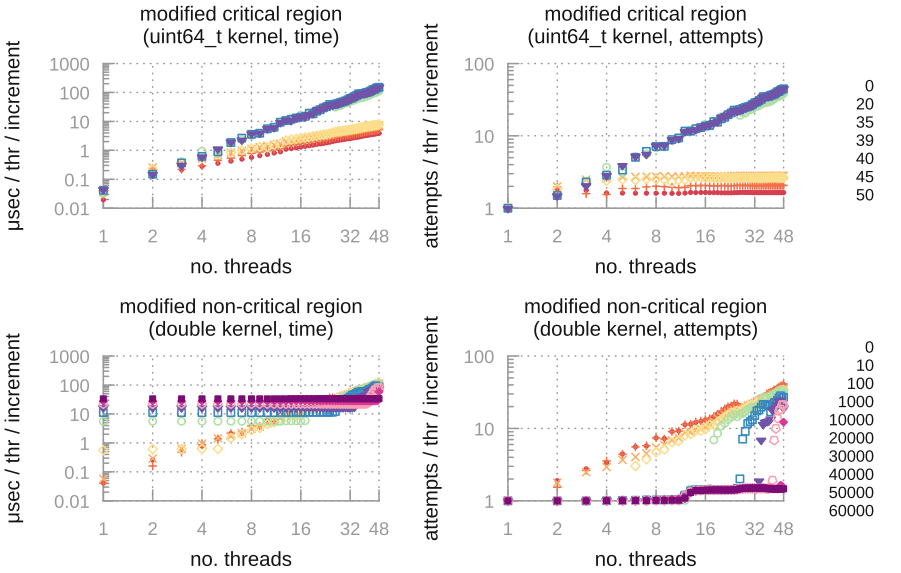 modified critical region
(uint64_t kernel, time)
µsec / thr / increment
1000
100
10
1
0.1
0.01
1 2 4 8 16 32 48
no. threads
modified critical region
(uint64_t kernel, attempts)
attempts / thr / increment
100
10
1
1 2 4 8 16 32 48
no. threads
0
20
35
39
40
45
50
modified non-critical region
(double kernel, time)
µsec / thr / increment
1000
100
10
1
0.1
0.01
1 2 4 8 16 32 48
no. threads
modified non-critical region
(double kernel, attempts)
attempts / thr / increment
100
10
1
1 2 4 8 16 32 48
no. threads
0
10
100
1000
10000
20000
30000
40000
50000
60000